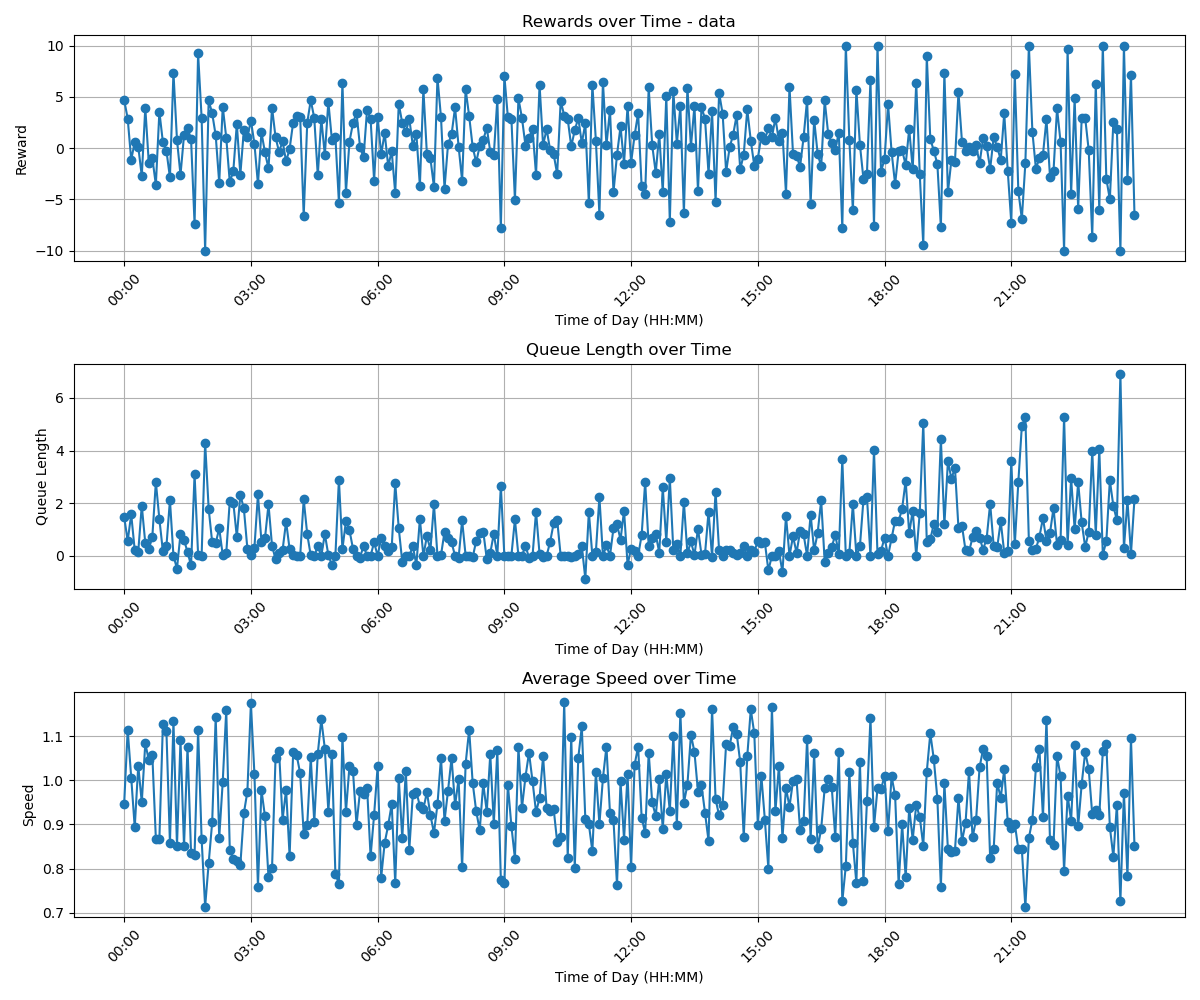 Rewards over Time - data
Reward
10
5
0
−5
−10
00:00 03:00 06:00 09:00 12:00 15:00 18:00 21:00
Time of Day (HH:MM)
Queue Length over Time
Queue Length
6
4
2
0
00:00 03:00 06:00 09:00 12:00 15:00 18:00 21:00
Time of Day (HH:MM)
Average Speed over Time
Speed
1.1
1.0
0.9
0.8
0.7
00:00 03:00 06:00 09:00 12:00 15:00 18:00 21:00
Time of Day (HH:MM)